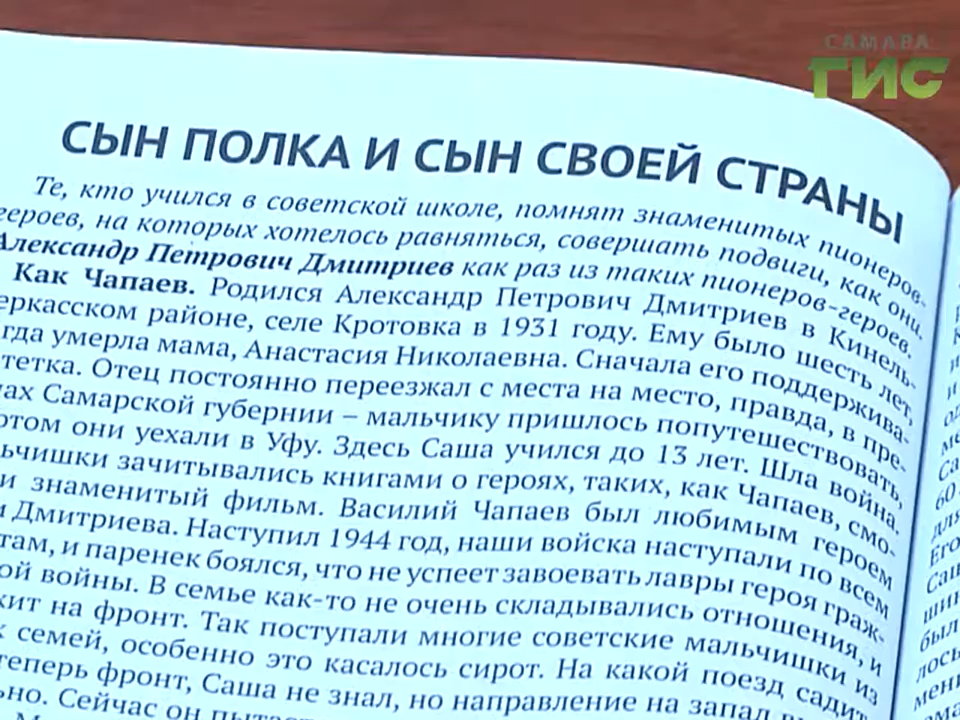 САМАРА
ГИС
СЫН ПОЛКА И СЫН СВОЕЙ СТРАНЫ
Те, кто учился в советской школе, помнят знаменитых пионеров-
героев, на которых хотелось равняться, совершать подвиги, как они.
Александр Петрович Дмитриев как раз из таких пионеров-героев.
Как Чапаев. Родился Александр Петрович Дмитриев в Кинель-
еркасском районе, селе Кротовка в 1931 году. Ему было шесть лет,
гда умерла мама, Анастасия Николаевна. Сначала его поддержива-
тетка. Отец постоянно переезжал с места на место, правда, в пре-
лах Самарской губернии – мальчику пришлось попутешествовать,
отом они уехали в Уфу. Здесь Саша учился до 13 лет. Шла война.
льчишки зачитывались книгами о героях, таких, как Чапаев, смо-
и знаменитый фильм. Василий Чапаев был любимым героем
и Дмитриева. Наступил 1944 год, наши войска наступали по всем
там, и паренек боялся, что не успеет завоевать лавры героя граж-
ой войны. В семье как-то не очень складывались отношения, и
жит на фронт. Так поступали многие советские мальчишки из
х семей, особенно это касалось сирот. На какой поезд садит
теперь фронт, Саша не знал, но направление на запад
ьно. Сейчас он